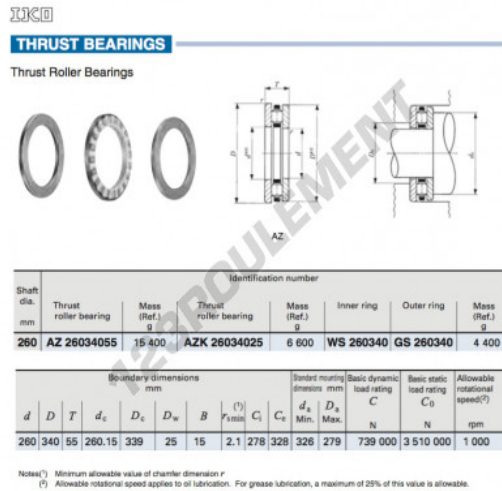 IKO
THRUST BEARINGS
Thrust Roller Bearings
T
r
D
dc
d
Dc
Da
da
AZ
123ROULEMENT
Shaft dia. mm
Identification number
Thrust roller bearing
Mass (Ref.) g
Thrust roller bearing
Mass (Ref.) g
Inner ring
Outer ring
Mass (Ref.) g
260 AZ 26034055 15 400 AZK 26034025 6 600 WS 260340 GS 260340 4 400
Boundary dimensions mm
Standard mounting dimensions mm
Basic dynamic load rating C N
Basic static load rating C0 N
Allowable rotational speed(2) rpm
d D T dc Dc Dw B rs min(1) Ci Ce da Min. Da Max.
260 340 55 260.15 339 25 15 2.1 278 328 326 279 739 000 3 510 000 1 000
Notes(1) Minimum allowable value of chamfer dimension r
(2) Allowable rotational speed applies to oil lubrication. For grease lubrication, a maximum of 25% of this value is allowable.